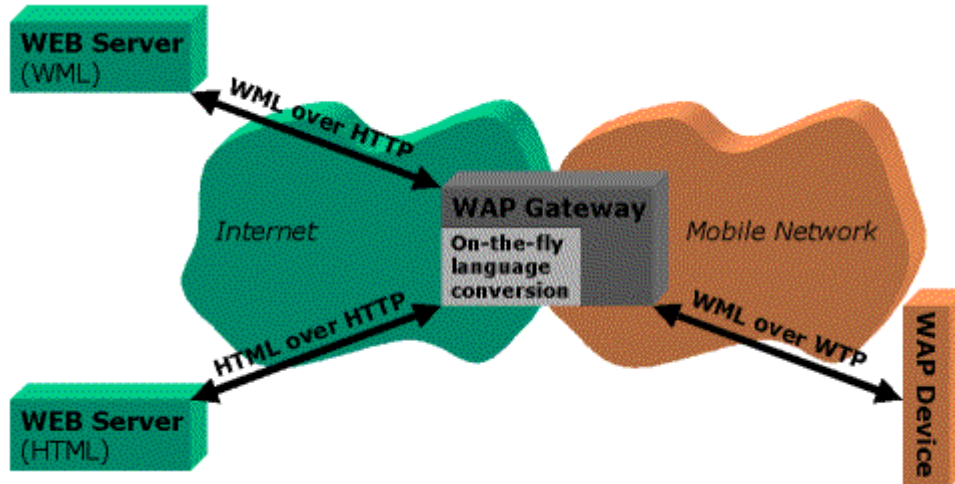 WEB Server
(WML)
WML over HTTP
WAP Gateway
Internet
On-the-fly
language
conversion
Mobile Network
HTML over HTTP
WML over WTP
WAP Device
WEB Server
(HTML)